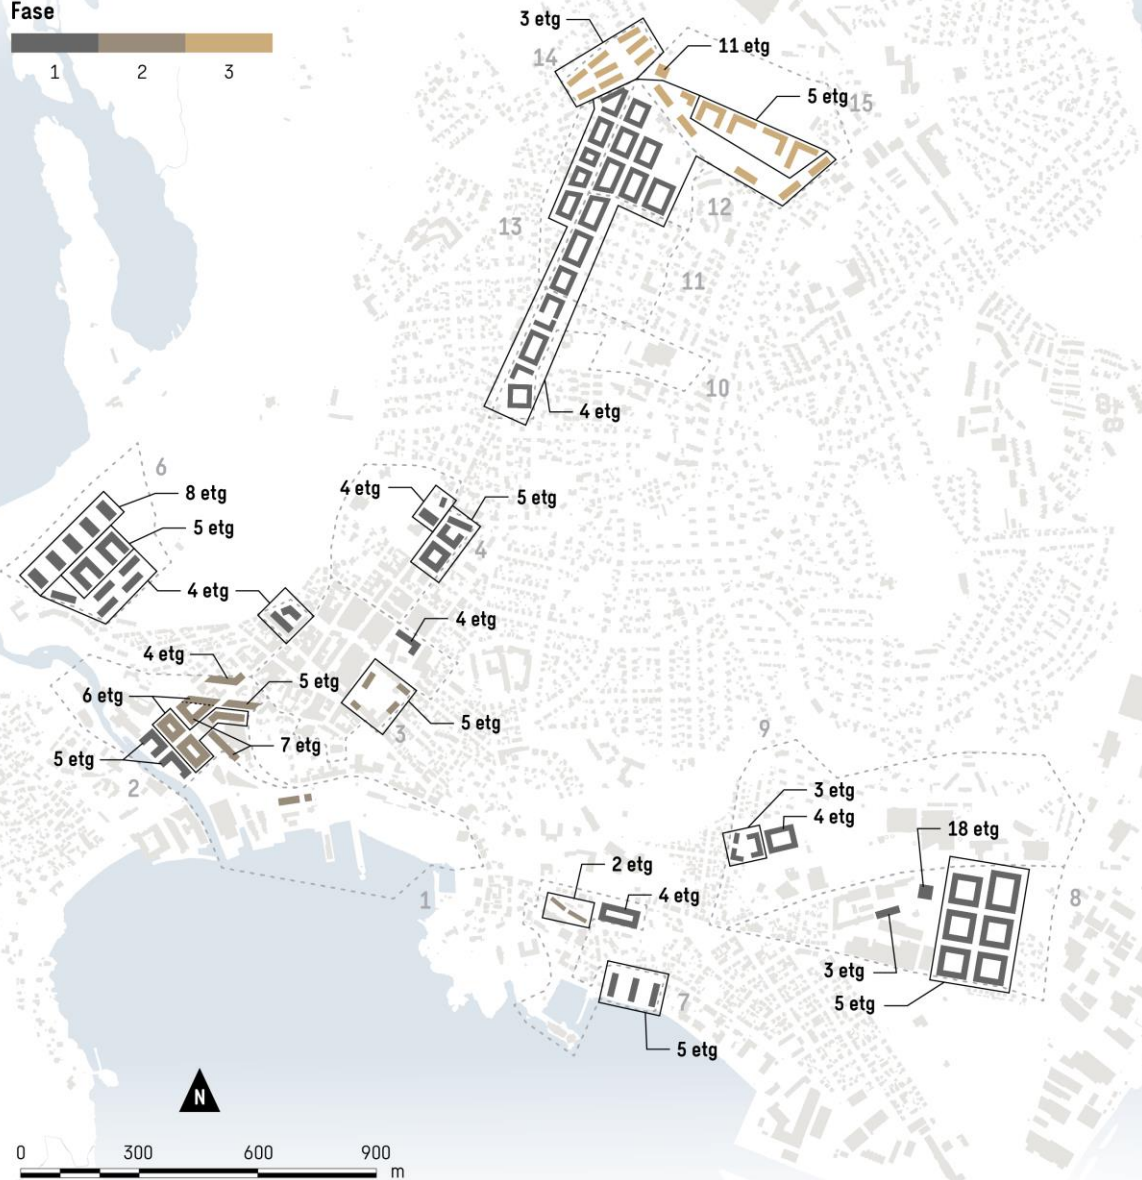 Fase
1 2 3
3 etg
11 etg
14
5 etg
15
12
13
11
10
4 etg
6
8 etg
4 etg
5 etg
5 etg
4
4 etg
4 etg
4 etg
5 etg
6 etg
5 etg
3
7 etg
5 etg
2
9
3 etg
4 etg
18 etg
2 etg
4 etg
1
8
3 etg
7
5 etg
5 etg
N
0 300 600 900
m